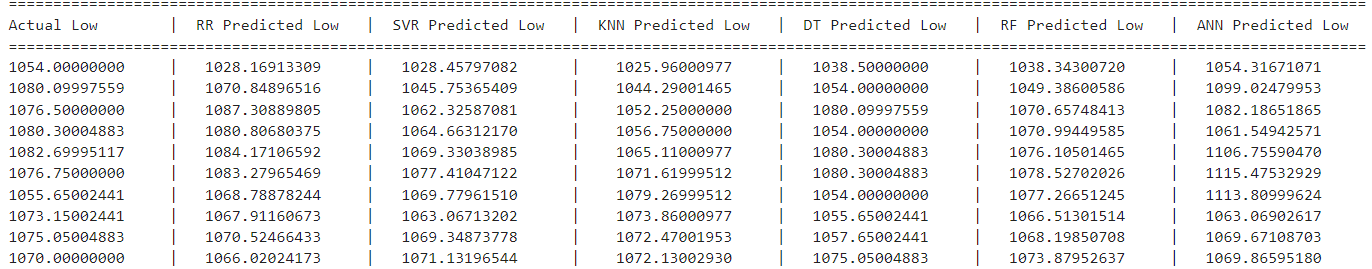 Actual Low | RR Predicted Low | SVR Predicted Low | KNN Predicted Low | DT Predicted Low | RF Predicted Low | ANN Predicted Low
1054.00000000 | 1028.16913309 | 1028.45797082 | 1025.96000977 | 1038.50000000 | 1038.34300720 | 1054.31671071
1080.09997559 | 1070.84896516 | 1045.75365409 | 1044.29001465 | 1054.00000000 | 1049.38600586 | 1099.02479953
1076.50000000 | 1087.30889805 | 1062.32587081 | 1052.25000000 | 1080.09997559 | 1070.65748413 | 1082.18651865
1080.30004883 | 1080.80680375 | 1064.66312170 | 1056.75000000 | 1054.00000000 | 1070.99449585 | 1061.54942571
1082.69995117 | 1084.17106592 | 1069.33038985 | 1065.11000977 | 1080.30004883 | 1076.10501465 | 1106.75590470
1076.75000000 | 1083.27965469 | 1077.41047122 | 1071.61999512 | 1080.30004883 | 1078.52702026 | 1115.47532929
1055.65002441 | 1068.78878244 | 1069.77961510 | 1079.26999512 | 1054.00000000 | 1077.26651245 | 1113.80999624
1073.15002441 | 1067.91160673 | 1063.06713202 | 1073.86000977 | 1055.65002441 | 1066.51301514 | 1063.06902617
1075.05004883 | 1070.52466433 | 1069.34873778 | 1072.47001953 | 1057.65002441 | 1068.19850708 | 1069.67108703
1070.00000000 | 1066.02024173 | 1071.13196544 | 1072.13002930 | 1075.05004883 | 1073.87952637 | 1069.86595180